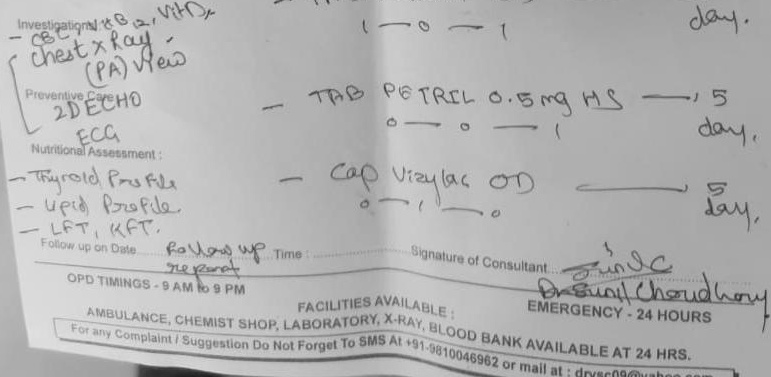 Investigation B12, VitD,
- CBC
Chest x Ray,
(PA) view
1 — 0 — 1 day.
Preventive Care
2D ECHO
ECG
- TAB PETRIL 0.5 mg HS — 5
0 — 0 — 1 day.
Nutritional Assessment :
- Thyroid Profile
- Lipid Profile.
- LFT, KFT.
- Cap Vizylac OD — 5
0 — 1 — 0 day.
Follow up on Date Follow up Time :
report
Signature of Consultant
Dr Sunil Choudhary
OPD TIMINGS - 9 AM to 9 PM
EMERGENCY - 24 HOURS
FACILITIES AVAILABLE :
AMBULANCE, CHEMIST SHOP, LABORATORY, X-RAY, BLOOD BANK AVAILABLE AT 24 HRS.
For any Complaint / Suggestion Do Not Forget To SMS At +91-9810046962 or mail at :